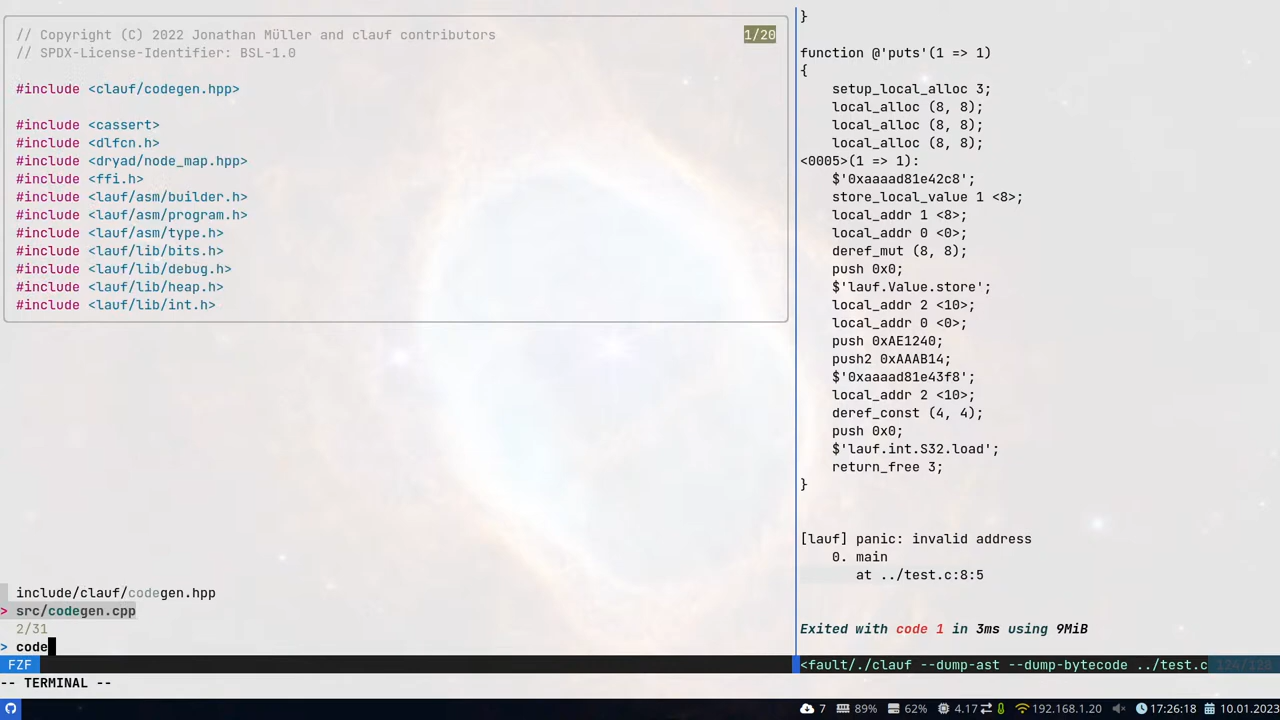 // Copyright (C) 2022 Jonathan Müller and clauf contributors
1/20
// SPDX-License-Identifier: BSL-1.0
#include <clauf/codegen.hpp>
#include <cassert>
#include <dlfcn.h>
#include <dryad/node_map.hpp>
#include <ffi.h>
#include <lauf/asm/builder.h>
#include <lauf/asm/program.h>
#include <lauf/asm/type.h>
#include <lauf/lib/bits.h>
#include <lauf/lib/debug.h>
#include <lauf/lib/heap.h>
#include <lauf/lib/int.h>
include/clauf/codegen.hpp
> src/codegen.cpp
2/31
> code
FZF
-- TERMINAL --
}
function @'puts'(1 => 1)
{
setup_local_alloc 3;
local_alloc (8, 8);
local_alloc (8, 8);
local_alloc (8, 8);
<0005>(1 => 1):
$'0xaaaad81e42c8';
store_local_value 1 <8>;
local_addr 1 <8>;
local_addr 0 <0>;
deref_mut (8, 8);
push 0x0;
$'lauf.Value.store';
local_addr 2 <10>;
local_addr 0 <0>;
push 0xAE1240;
push2 0xAAAB14;
$'0xaaaad81e43f8';
local_addr 2 <10>;
deref_const (4, 4);
push 0x0;
$'lauf.int.S32.load';
return_free 3;
}
[lauf] panic: invalid address
0. main
at ../test.c:8:5
Exited with code 1 in 3ms using 9MiB
<fault/./clauf --dump-ast --dump-bytecode ../test.c 124/128
7 89% 62% 4.17 192.168.1.20 17:26:18 10.01.2023